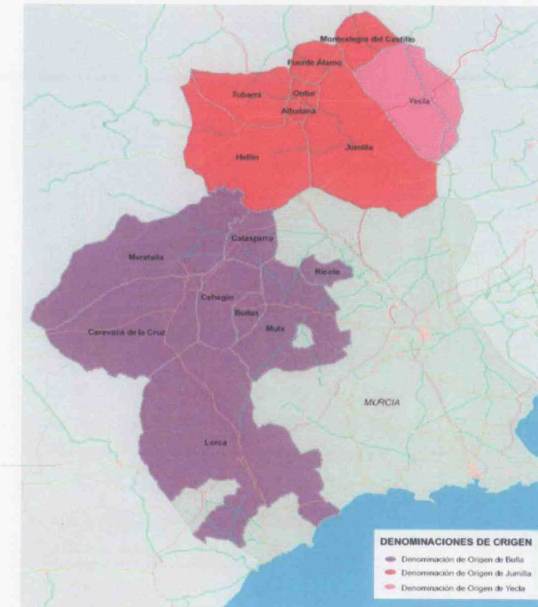 Montealegre del Castillo
Fuente Álamo
Tobarra
Ontur
Albatana
Yecla
Hellín
Jumilla
Calasparra
Moratalla
Ricote
Cehegín
Bullas
Mula
Caravaca de la Cruz
MURCIA
Lorca
DENOMINACIONES DE ORIGEN
Denominación de Origen de Bulla
Denominación de Origen de Jumilla
Denominación de Origen de Yecla